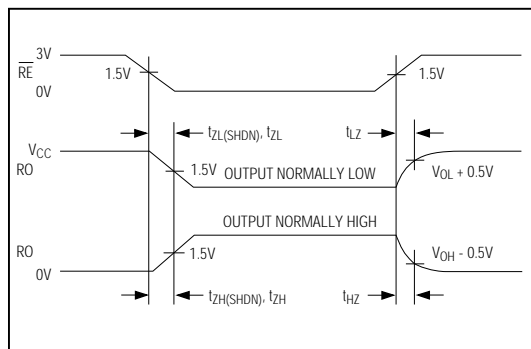 3V
RE
1.5V
1.5V
0V
tZL(SHDN), tZL
tLZ
VCC
RO
1.5V
OUTPUT NORMALLY LOW
VOL + 0.5V
OUTPUT NORMALLY HIGH
RO
1.5V
VOH - 0.5V
0V
tZH(SHDN), tZH
tHZ